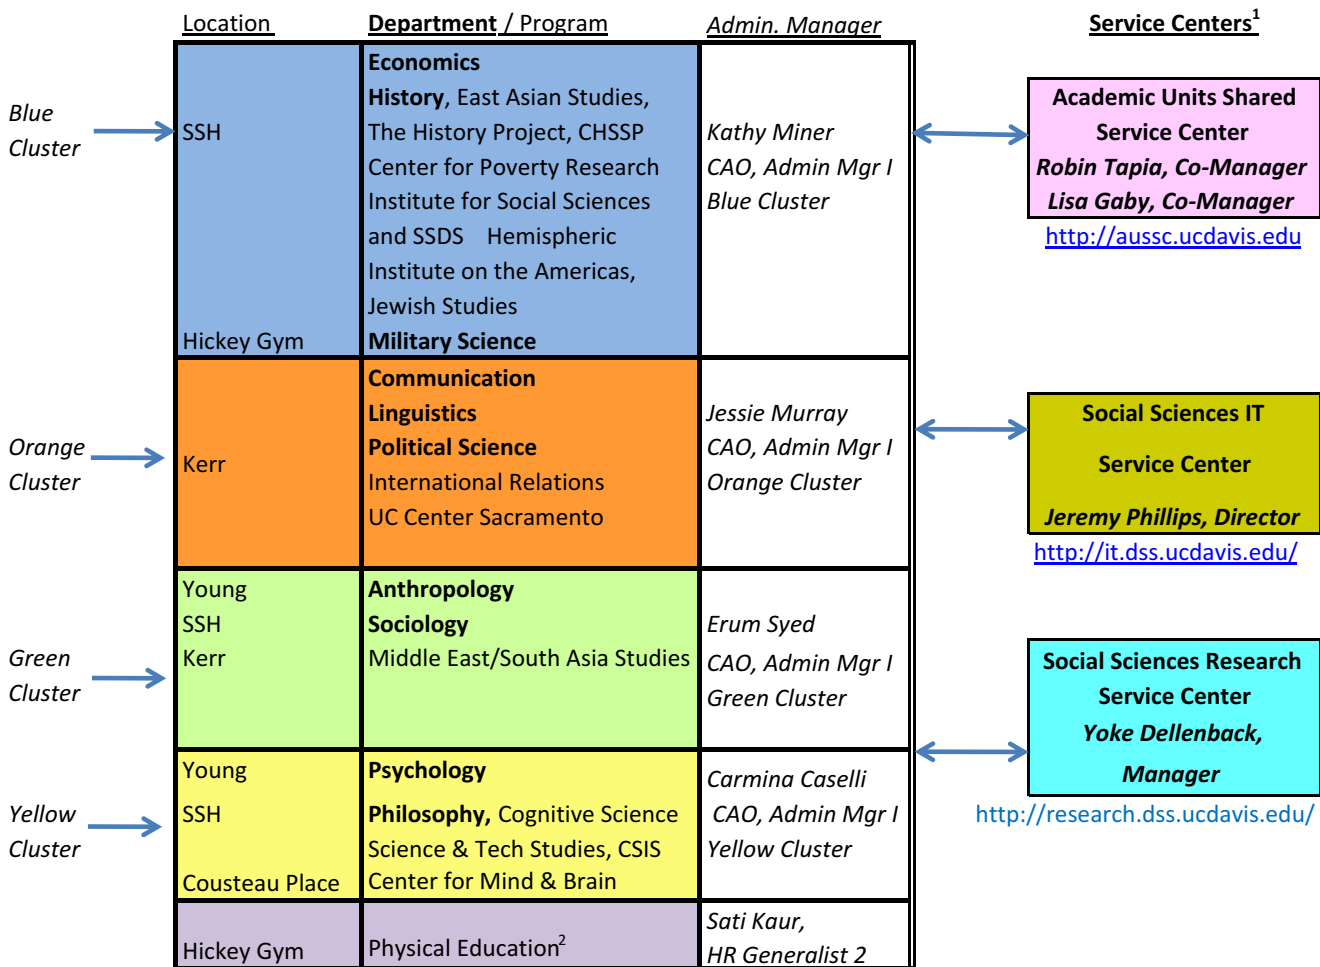 Location Department / Program Admin. Manager Service Centers1
Blue
Cluster
SSH
Hickey Gym
Economics
History, East Asian Studies,
The History Project, CHSSP
Center for Poverty Research
Institute for Social Sciences
and SSDS Hemispheric
Institute on the Americas,
Jewish Studies
Military Science
Kathy Miner
CAO, Admin Mgr I
Blue Cluster
Academic Units Shared
Service Center
Robin Tapia, Co-Manager
Lisa Gaby, Co-Manager
http://aussc.ucdavis.edu
Orange
Cluster
Kerr
Communication
Linguistics
Political Science
International Relations
UC Center Sacramento
Jessie Murray
CAO, Admin Mgr I
Orange Cluster
Social Sciences IT
Service Center
Jeremy Phillips, Director
http://it.dss.ucdavis.edu/
Green
Cluster
Young
SSH
Kerr
Anthropology
Sociology
Middle East/South Asia Studies
Erum Syed
CAO, Admin Mgr I
Green Cluster
Social Sciences Research
Service Center
Yoke Dellenback,
Manager
http://research.dss.ucdavis.edu/
Yellow
Cluster
Young
SSH
Cousteau Place
Psychology
Philosophy, Cognitive Science
Science & Tech Studies, CSIS
Center for Mind & Brain
Carmina Caselli
CAO, Admin Mgr I
Yellow Cluster
Hickey Gym
Physical Education2
Sati Kaur,
HR Generalist 2